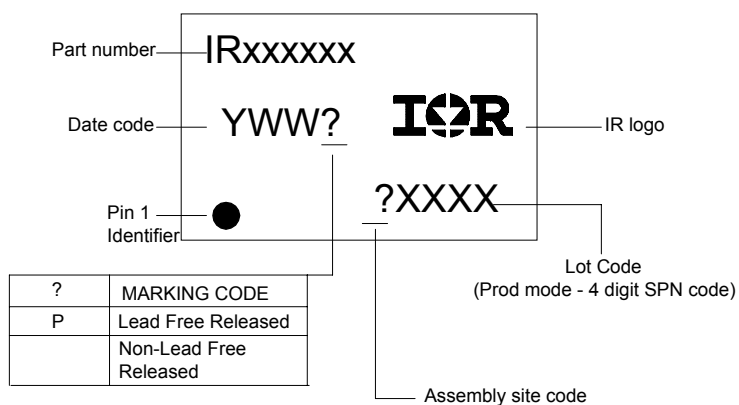 Part number
IRxxxxxx
Date code
YWW?
IOR
IR logo
Pin 1
Identifier
?XXXX
Lot Code
(Prod mode - 4 digit SPN code)
? MARKING CODE
P Lead Free Released
Non-Lead Free
Released
Assembly site code